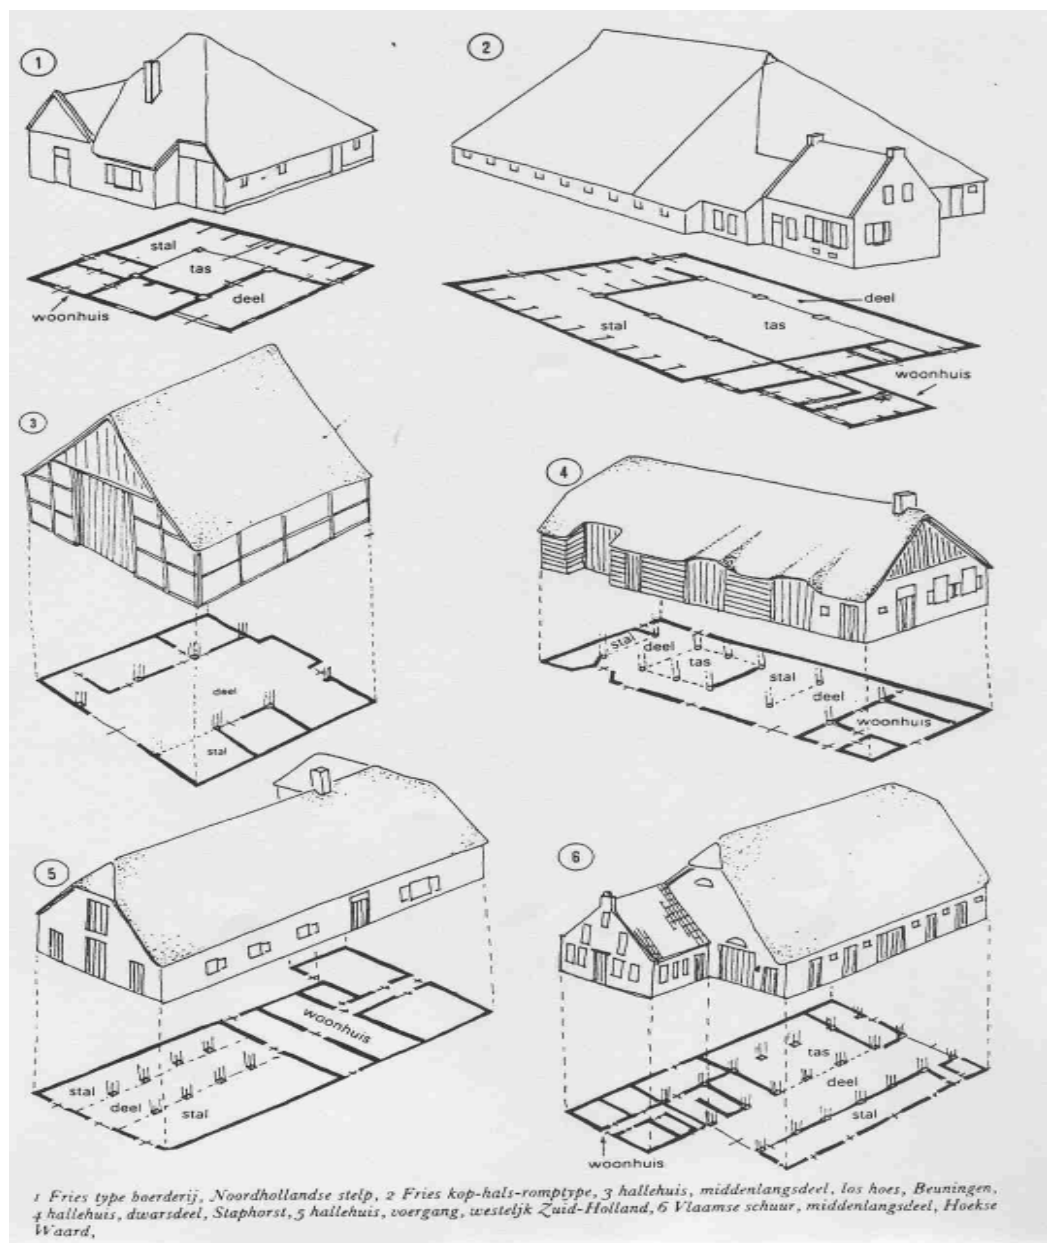 1
2
stal
tas
deel
woonhuis
deel
stal
tas
woonhuis
3
4
deel
stal
stal
deel
tas
stal
deel
woonhuis
5
6
woonhuis
stal
deel
stal
tas
deel
stal
woonhuis
1 Fries type boerderij, Noordhollandse stelp, 2 Fries kop-hals-romptype, 3 hallehuis, middenlangsdeel, los hoes, Beuningen,
4 hallehuis, dwarsdeel, Staphorst, 5 hallehuis, voergang, westeljk Zuid-Holland, 6 Vlaamse schuur, middenlangsdeel, Hoekse
Waard,